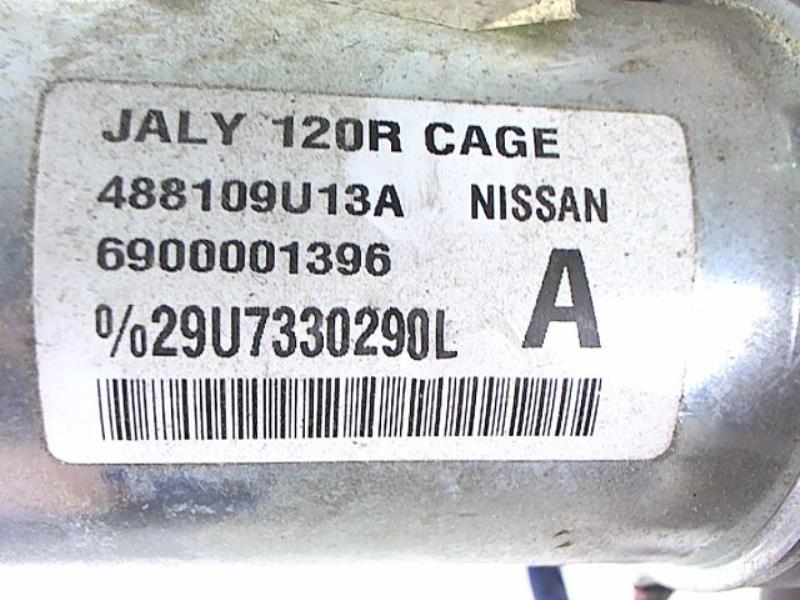 JALY 120R CAGE
488109U13A NISSAN
6900001396
%29U7330290L A